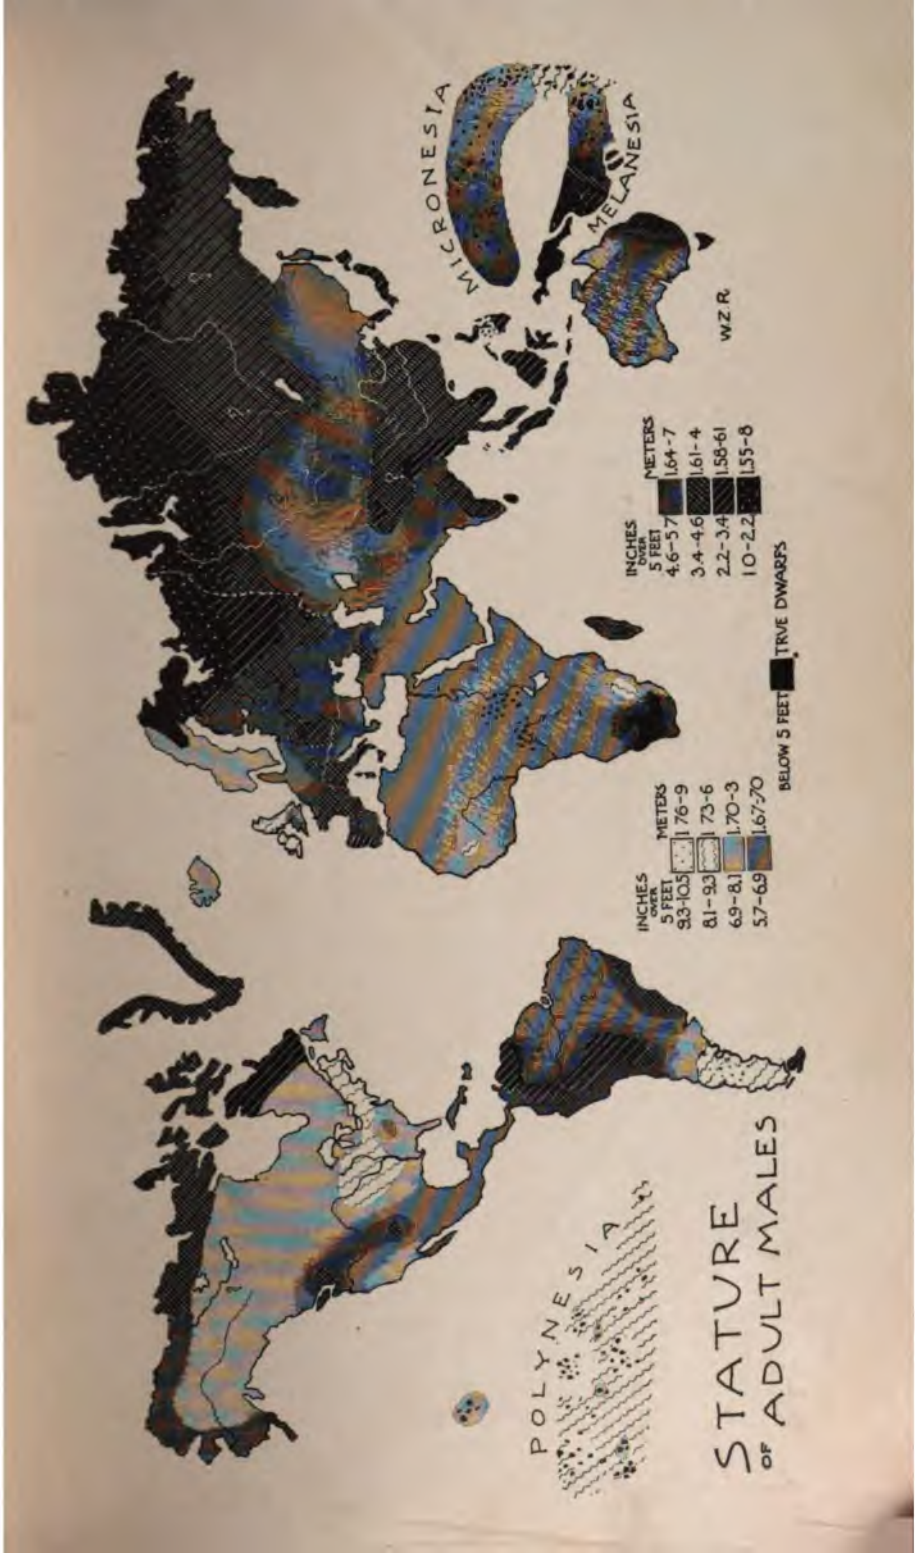 MICRONESIA
MELANESIA
POLYNESIA
W.Z.R.
STATURE
OF
ADULT MALES
INCHES
OVER
5 FEET METERS
9.3-10.5 1.76-9
8.1-9.3 1.73-6
6.9-8.1 1.70-3
5.7-6.9 1.67-70
INCHES
OVER
5 FEET METERS
4.6-5.7 1.64-7
3.4-4.6 1.61-4
2.2-3.4 1.58-61
1.0-2.2 1.55-8
BELOW 5 FEET TRVE DWARFS